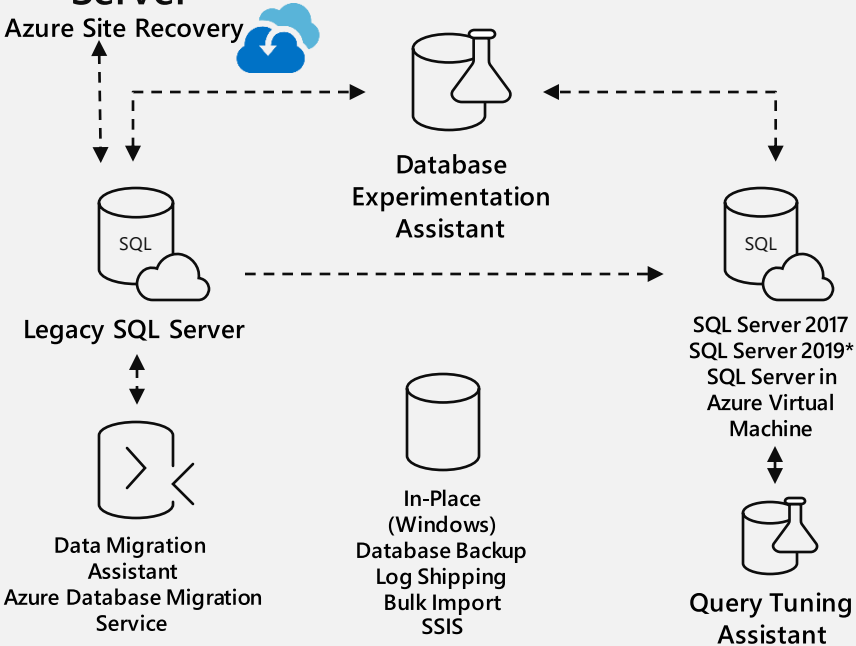 Server
Azure Site Recovery
Database
Experimentation
Assistant
SQL
SQL
Legacy SQL Server
SQL Server 2017
SQL Server 2019*
SQL Server in
Azure Virtual
Machine
In-Place
(Windows)
Database Backup
Log Shipping
Bulk Import
SSIS
Data Migration
Assistant
Azure Database Migration
Service
Query Tuning
Assistant